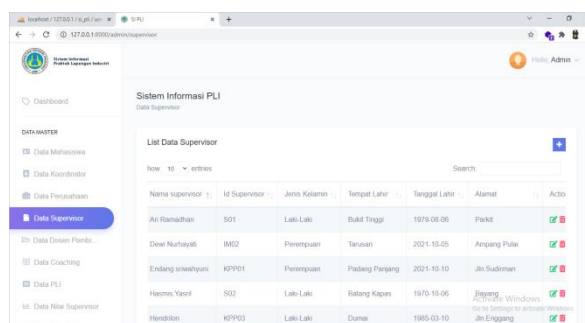 localhost / 127.0.0.1 / si_pli / sen
SI PLI
127.0.0.1:8000/admin/supervisor
Sistem Informasi
Praktek Lapangan Industri
Hello, Admin
Dashboard
DATA MASTER
Data Mahasiswa
Data Koordinator
Data Perusahaan
Data Supervisor
Data Dosen Pembi...
Data Coaching
Data PLI
Data Nilai Supervisor
Sistem Informasi PLI
Data Supervisor
List Data Supervisor
how 10 entries
Search:
Nama supervisor Id Supervisor Jenis Kelamin Tempat Lahir Tanggal Lahir Alamat Actio
Ari Ramadhan S01 Laki-Laki Bukit Tinggi 1979-08-06 Parkit
Dewi Nurhayati IM02 Perempuan Tarusan 2021-10-05 Ampang Pulai
Endang sriwahyuni KPP01 Perempuan Padang Panjang 2021-10-10 Jln.Sudirman
Hasmis Yasril S02 Laki-Laki Batang Kapas 1970-10-06 Bayang
Hendrilon KPP03 Laki-Laki Dumai 1985-03-10 Jln.Enggang
Activate Windows
Go to Settings to activate Windows.